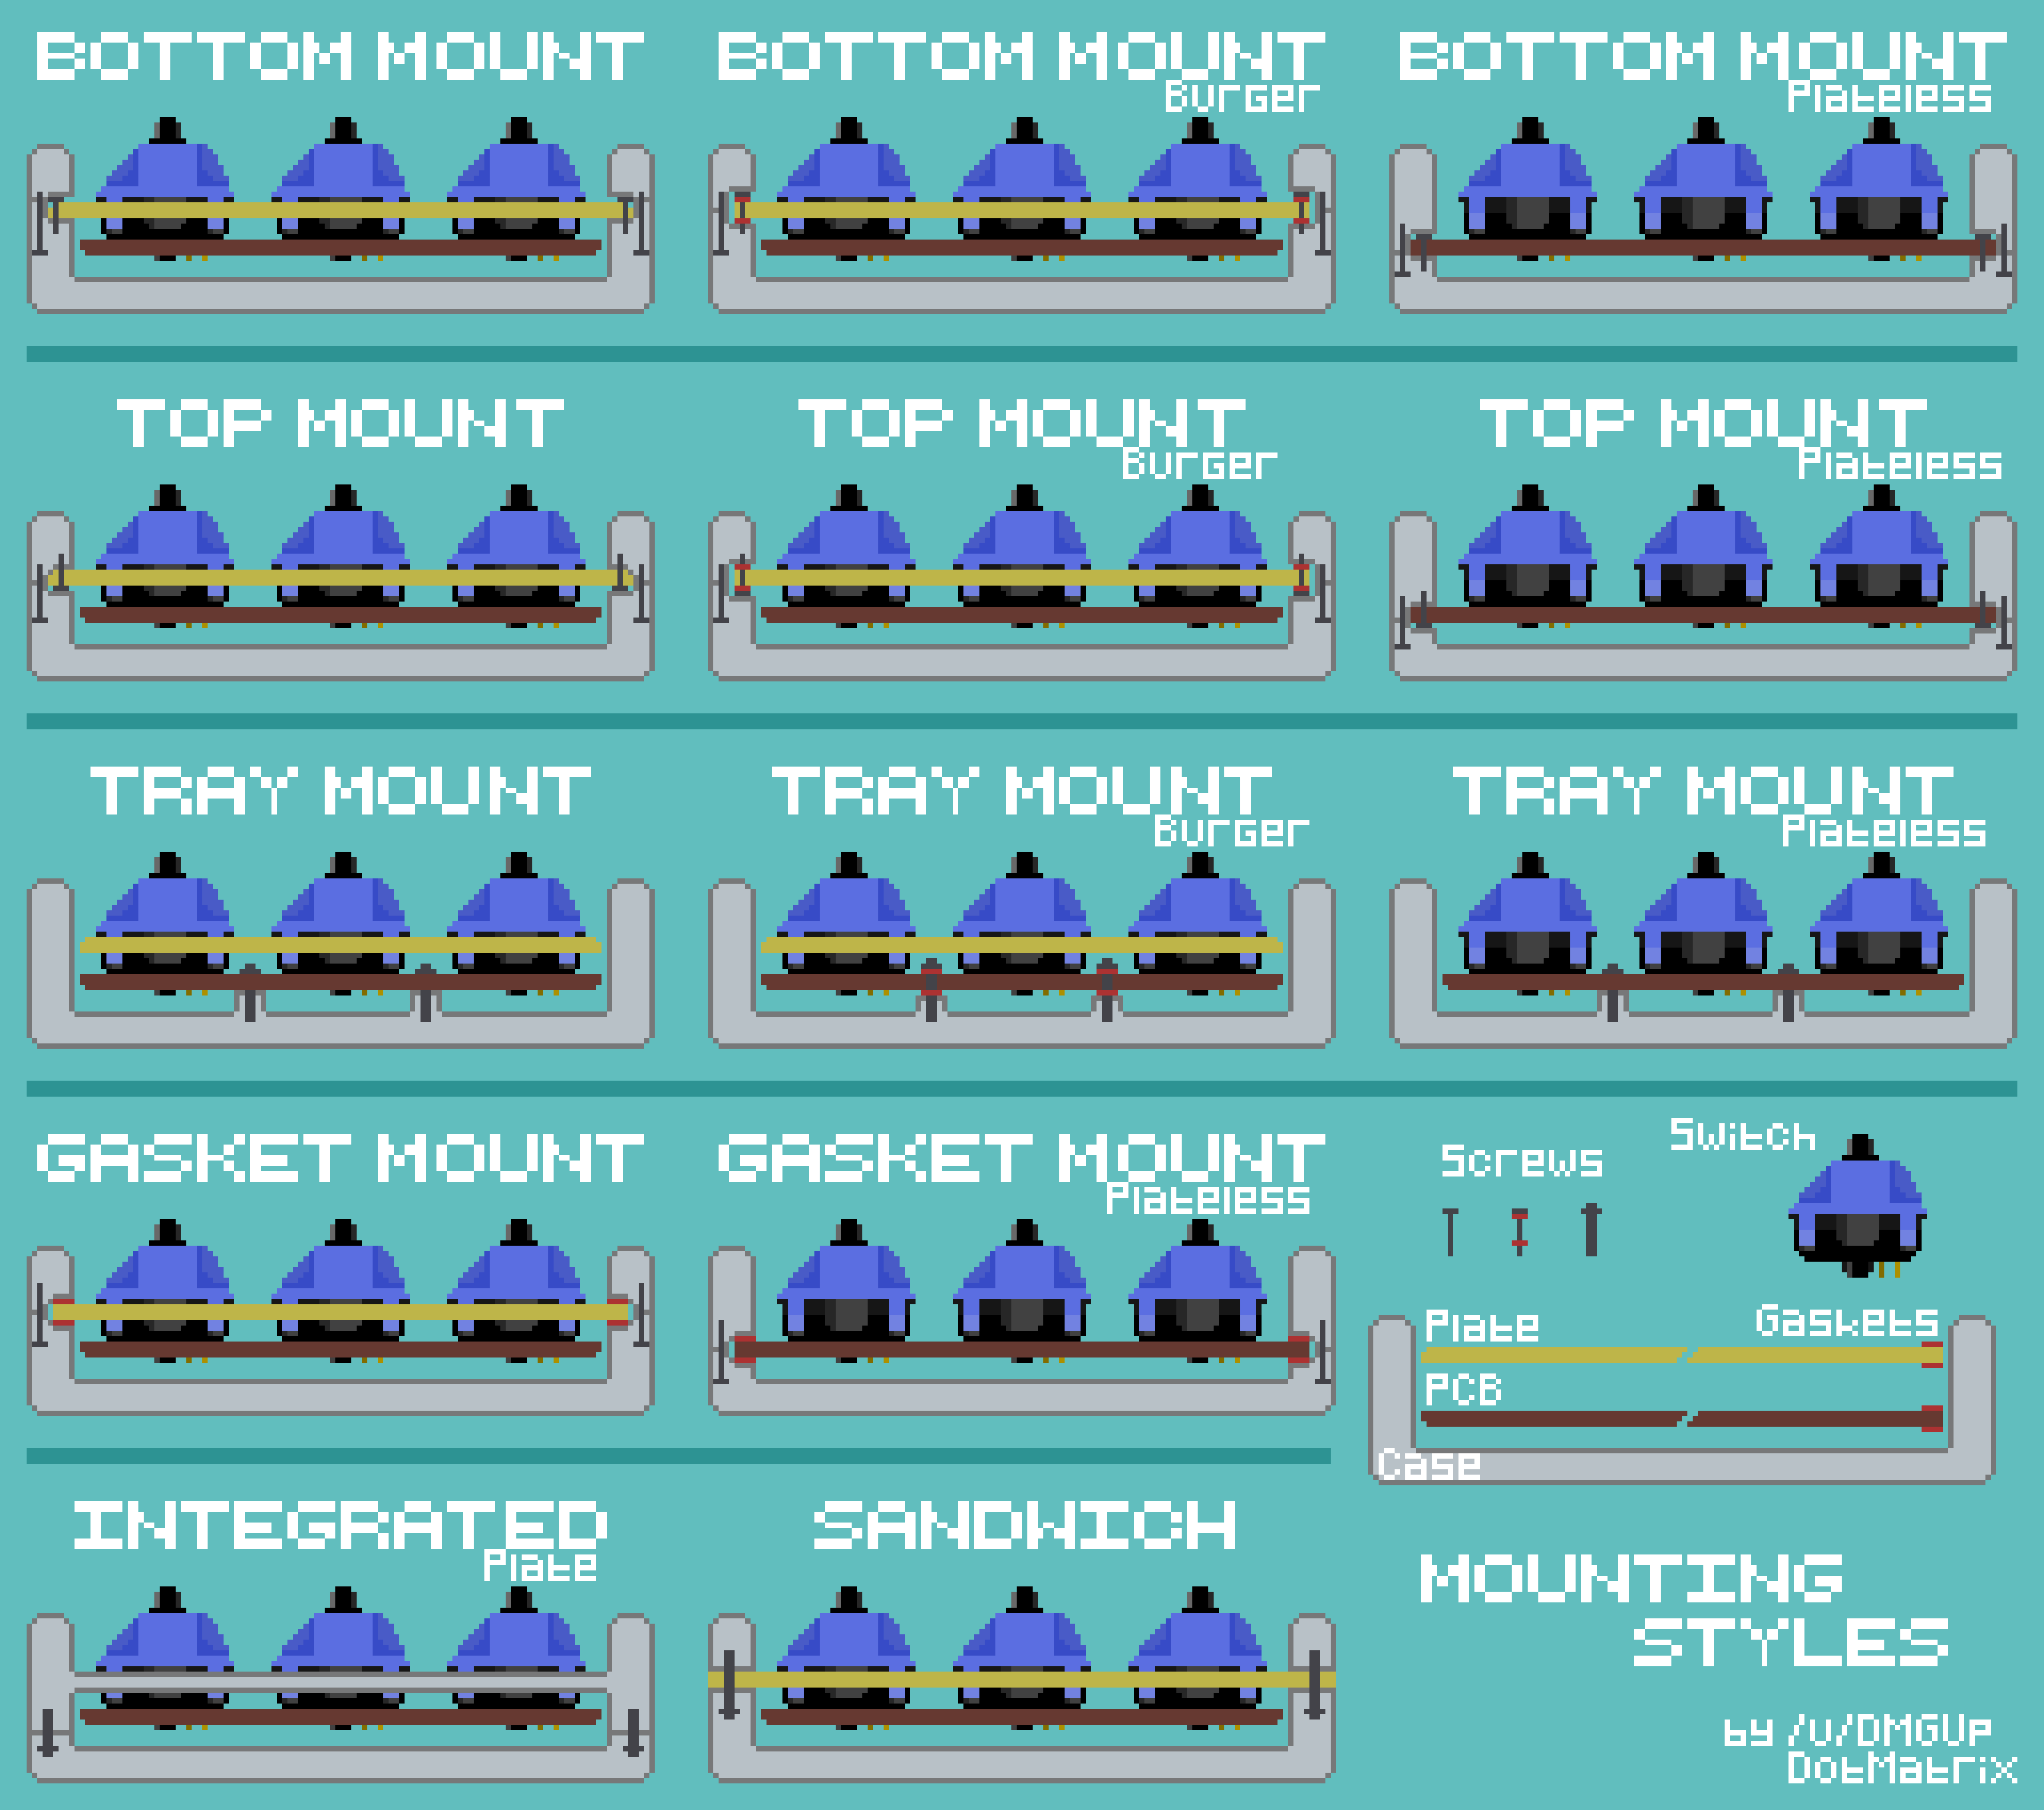 BOTTOM MOUNT
BOTTOM MOUNT
Burger
BOTTOM MOUNT
Plateless
TOP MOUNT
TOP MOUNT
Burger
TOP MOUNT
Plateless
TRAY MOUNT
TRAY MOUNT
Burger
TRAY MOUNT
Plateless
GASKET MOUNT
GASKET MOUNT
Plateless
Screws
Switch
Plate
Gaskets
PCB
Case
INTEGRATED
Plate
SANDWICH
MOUNTING
STYLES
by /u/DMGUp
DotMatrix